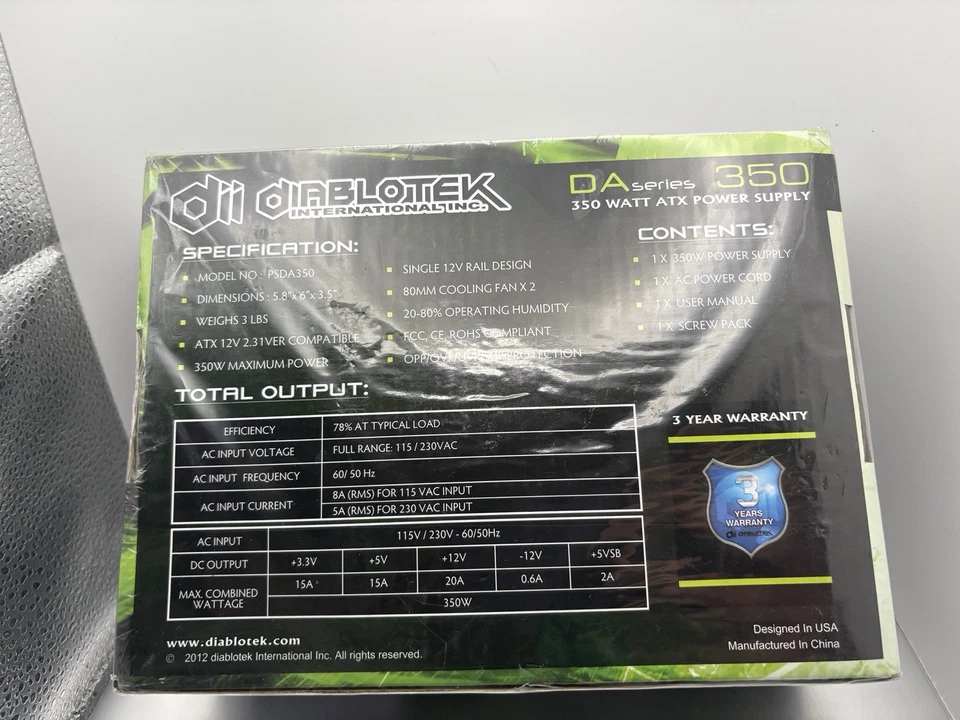 dii DIABLOTEK
INTERNATIONAL INC.
DA series 350
350 WATT ATX POWER SUPPLY
SPECIFICATION:
MODEL NO : PSDA350
DIMENSIONS : 5.8"x 6"x 3.5"
WEIGHS 3 LBS
ATX 12V 2.31VER COMPATIBLE
350W MAXIMUM POWER
SINGLE 12V RAIL DESIGN
80MM COOLING FAN X 2
20-80% OPERATING HUMIDITY
FCC, CE, ROHS COMPLIANT
CONTENTS:
1 X 350W POWER SUPPLY
1 X AC POWER CORD
1 X USER MANUAL
1 X SCREW PACK
TOTAL OUTPUT:
EFFICIENCY 78% AT TYPICAL LOAD
AC INPUT VOLTAGE FULL RANGE: 115 / 230VAC
AC INPUT FREQUENCY 60/ 50 Hz
AC INPUT CURRENT 8A (RMS) FOR 115 VAC INPUT
5A (RMS) FOR 230 VAC INPUT
AC INPUT 115V / 230V - 60/50Hz
DC OUTPUT +3.3V +5V +12V -12V +5VSB
MAX. COMBINED WATTAGE 15A 15A 20A 0.6A 2A
350W
3 YEAR WARRANTY
3
YEARS
WARRANTY
dii DIABLOTEK
www.diablotek.com
© 2012 diablotek International Inc. All rights reserved.
Designed In USA
Manufactured In China